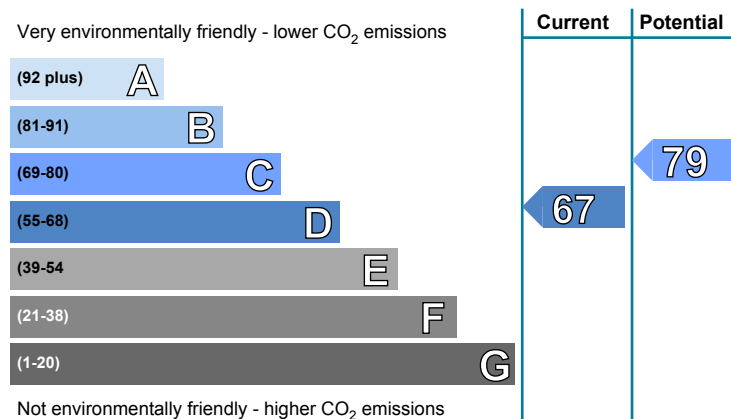 Very environmentally friendly - lower CO₂ emissions
Current
Potential
(92 plus) A
(81-91) B
(69-80) C
79
(55-68) D
67
(39-54 E
(21-38) F
(1-20) G
Not environmentally friendly - higher CO₂ emissions